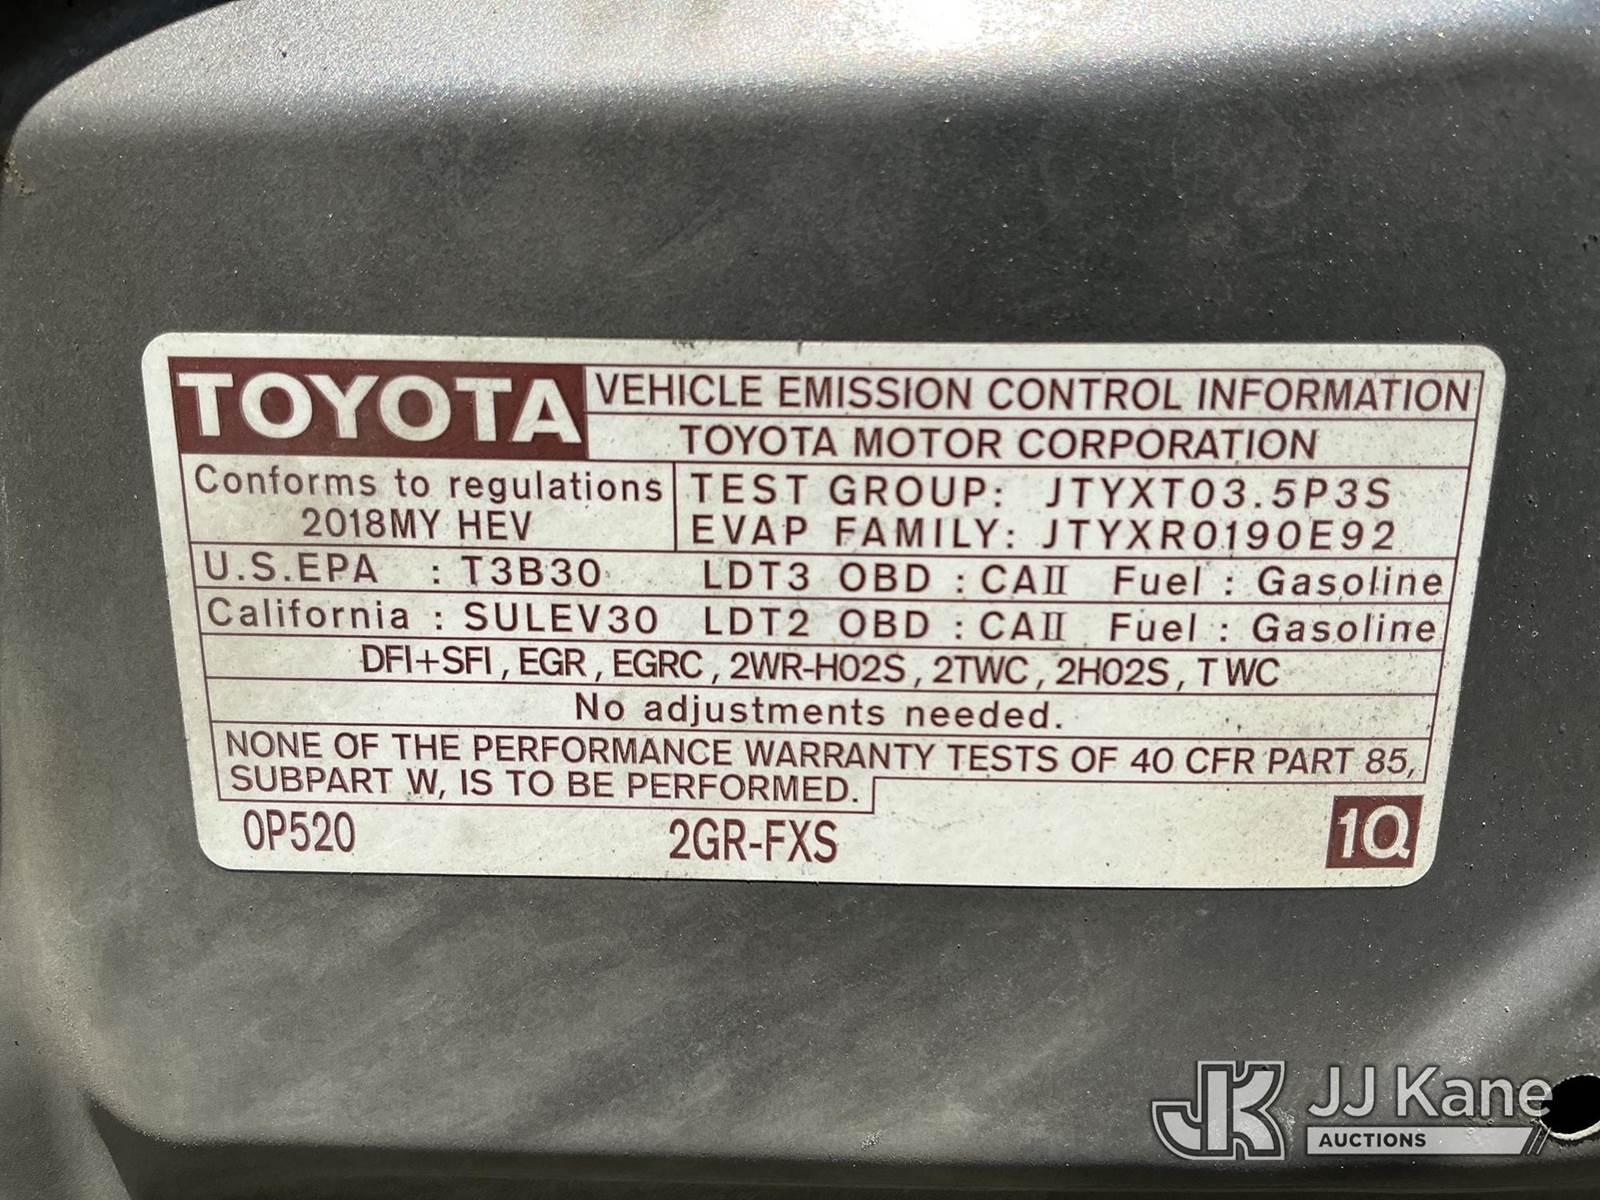 TOYOTA VEHICLE EMISSION CONTROL INFORMATION
TOYOTA MOTOR CORPORATION
Conforms to regulations
2018MY HEV
TEST GROUP: JTYXT03.5P3S
EVAP FAMILY: JTYXR0190E92
U.S.EPA : T3B30 LDT3 OBD : CAII Fuel : Gasoline
California : SULEV30 LDT2 OBD : CAII Fuel : Gasoline
DFI+SFI, EGR, EGRC, 2WR-HO2S, 2TWC, 2HO2S, TWC
No adjustments needed.
NONE OF THE PERFORMANCE WARRANTY TESTS OF 40 CFR PART 85,
SUBPART W, IS TO BE PERFORMED.
0P520 2GR-FXS 1Q
JK JJ Kane
AUCTIONS